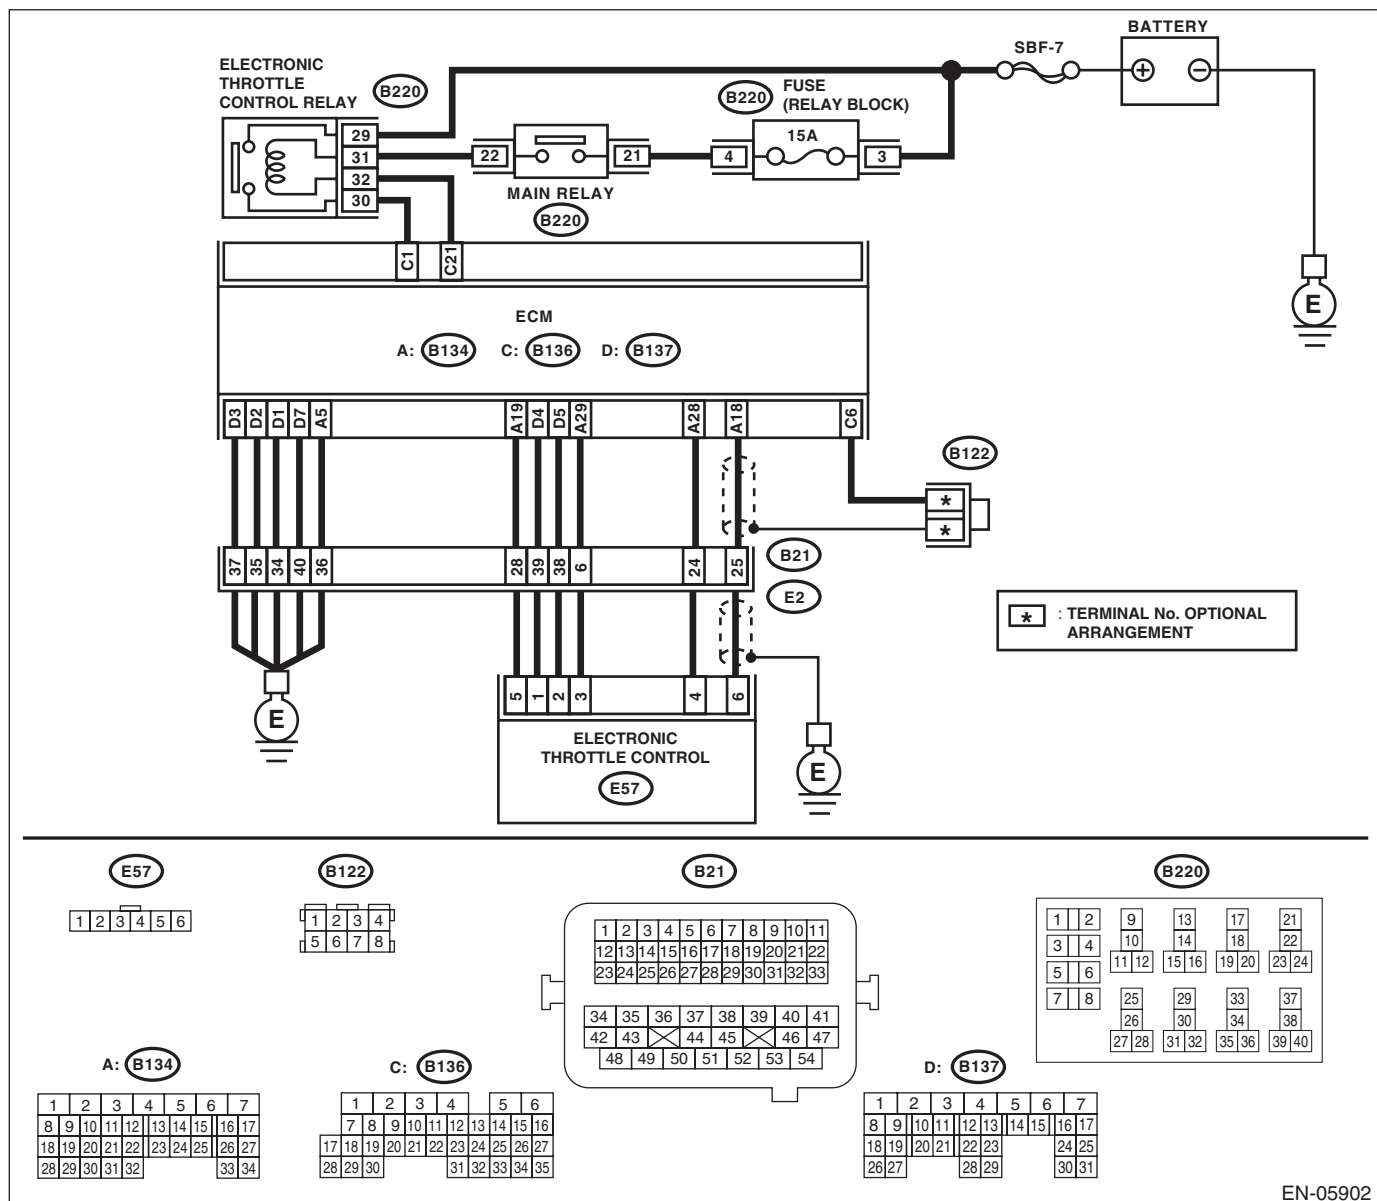 BATTERY
SBF-7
ELECTRONIC
THROTTLE
CONTROL RELAY
B220
B220
FUSE
(RELAY BLOCK)
15A
29
31
32
30
22
21
4
3
MAIN RELAY
B220
C1
C21
E
ECM
A: B134 C: B136 D: B137
D3 D2 D1 D7 A5 A19 D4 D5 A29 A28 A18 C6
B122
*
*
B21
37 35 34 40 36 28 39 38 6 24 25
E2
* : TERMINAL No. OPTIONAL
ARRANGEMENT
5 1 2 3 4 6
E
ELECTRONIC
THROTTLE CONTROL
E57
E
E57
1 2 3 4 5 6
B122
1 2 3 4
5 6 7 8
B21
1 2 3 4 5 6 7 8 9 10 11
12 13 14 15 16 17 18 19 20 21 22
23 24 25 26 27 28 29 30 31 32 33
34 35 36 37 38 39 40 41
42 43 44 45 46 47
48 49 50 51 52 53 54
B220
1 2 9 13 17 21
3 4 10 14 18 22
5 6 11 12 15 16 19 20 23 24
7 8 25 29 33 37
26 30 34 38
27 28 31 32 35 36 39 40
A: B134
1 2 3 4 5 6 7
8 9 10 11 12 13 14 15 16 17
18 19 20 21 22 23 24 25 26 27
28 29 30 31 32 33 34
C: B136
1 2 3 4 5 6
7 8 9 10 11 12 13 14 15 16
17 18 19 20 21 22 23 24 25 26 27
28 29 30 31 32 33 34 35
D: B137
1 2 3 4 5 6 7
8 9 10 11 12 13 14 15 16 17
18 19 20 21 22 23 24 25
26 27 28 29 30 31
EN-05902